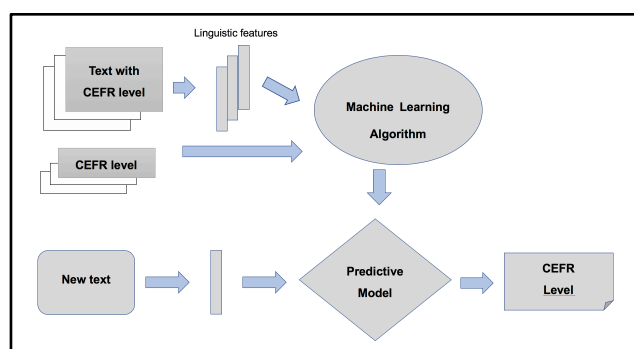 Linguistic features
Text with
CEFR level
Machine Learning
Algorithm
CEFR level
New text
Predictive
Model
CEFR
Level